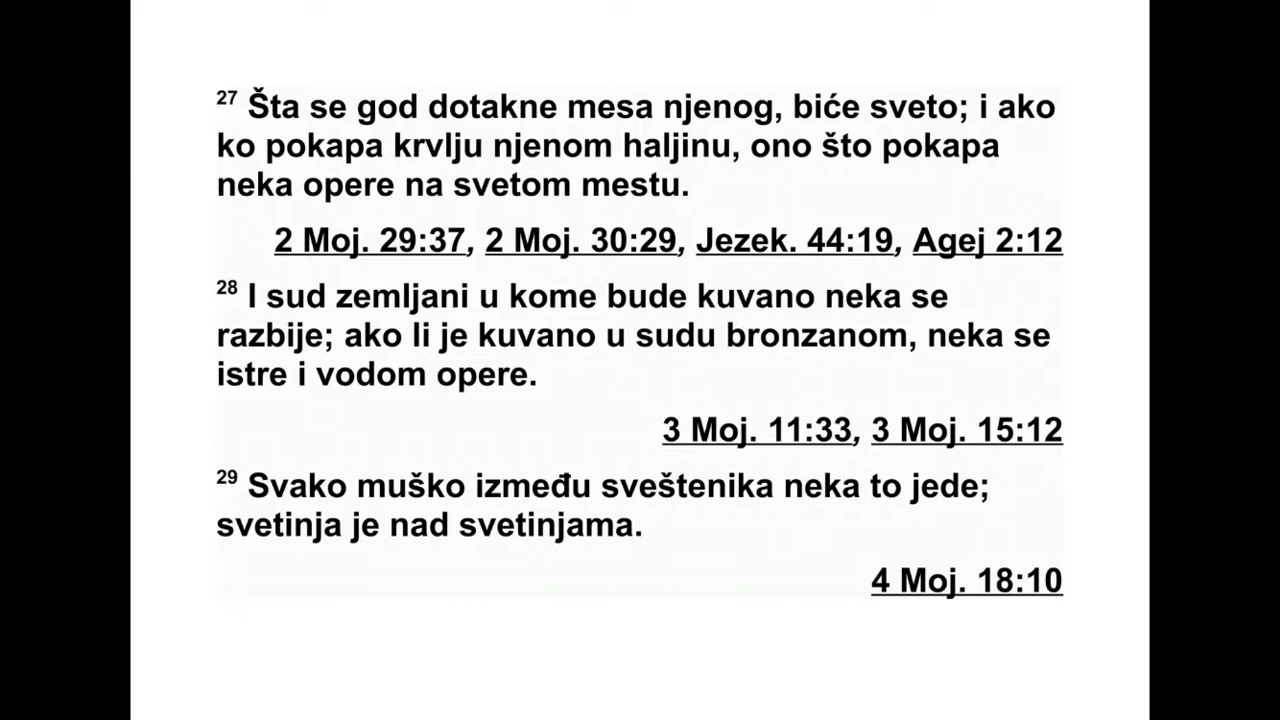 27 Šta se god dotakne mesa njenog, biće sveto; i ako
ko pokapa krvlju njenom haljinu, ono što pokapa
neka opere na svetom mestu.
2 Moj. 29:37, 2 Moj. 30:29, Jezek. 44:19, Agej 2:12
28 I sud zemljani u kome bude kuvano neka se
razbije; ako li je kuvano u sudu bronzanom, neka se
istre i vodom opere.
3 Moj. 11:33, 3 Moj. 15:12
29 Svako muško između sveštenika neka to jede;
svetinja je nad svetinjama.
4 Moj. 18:10